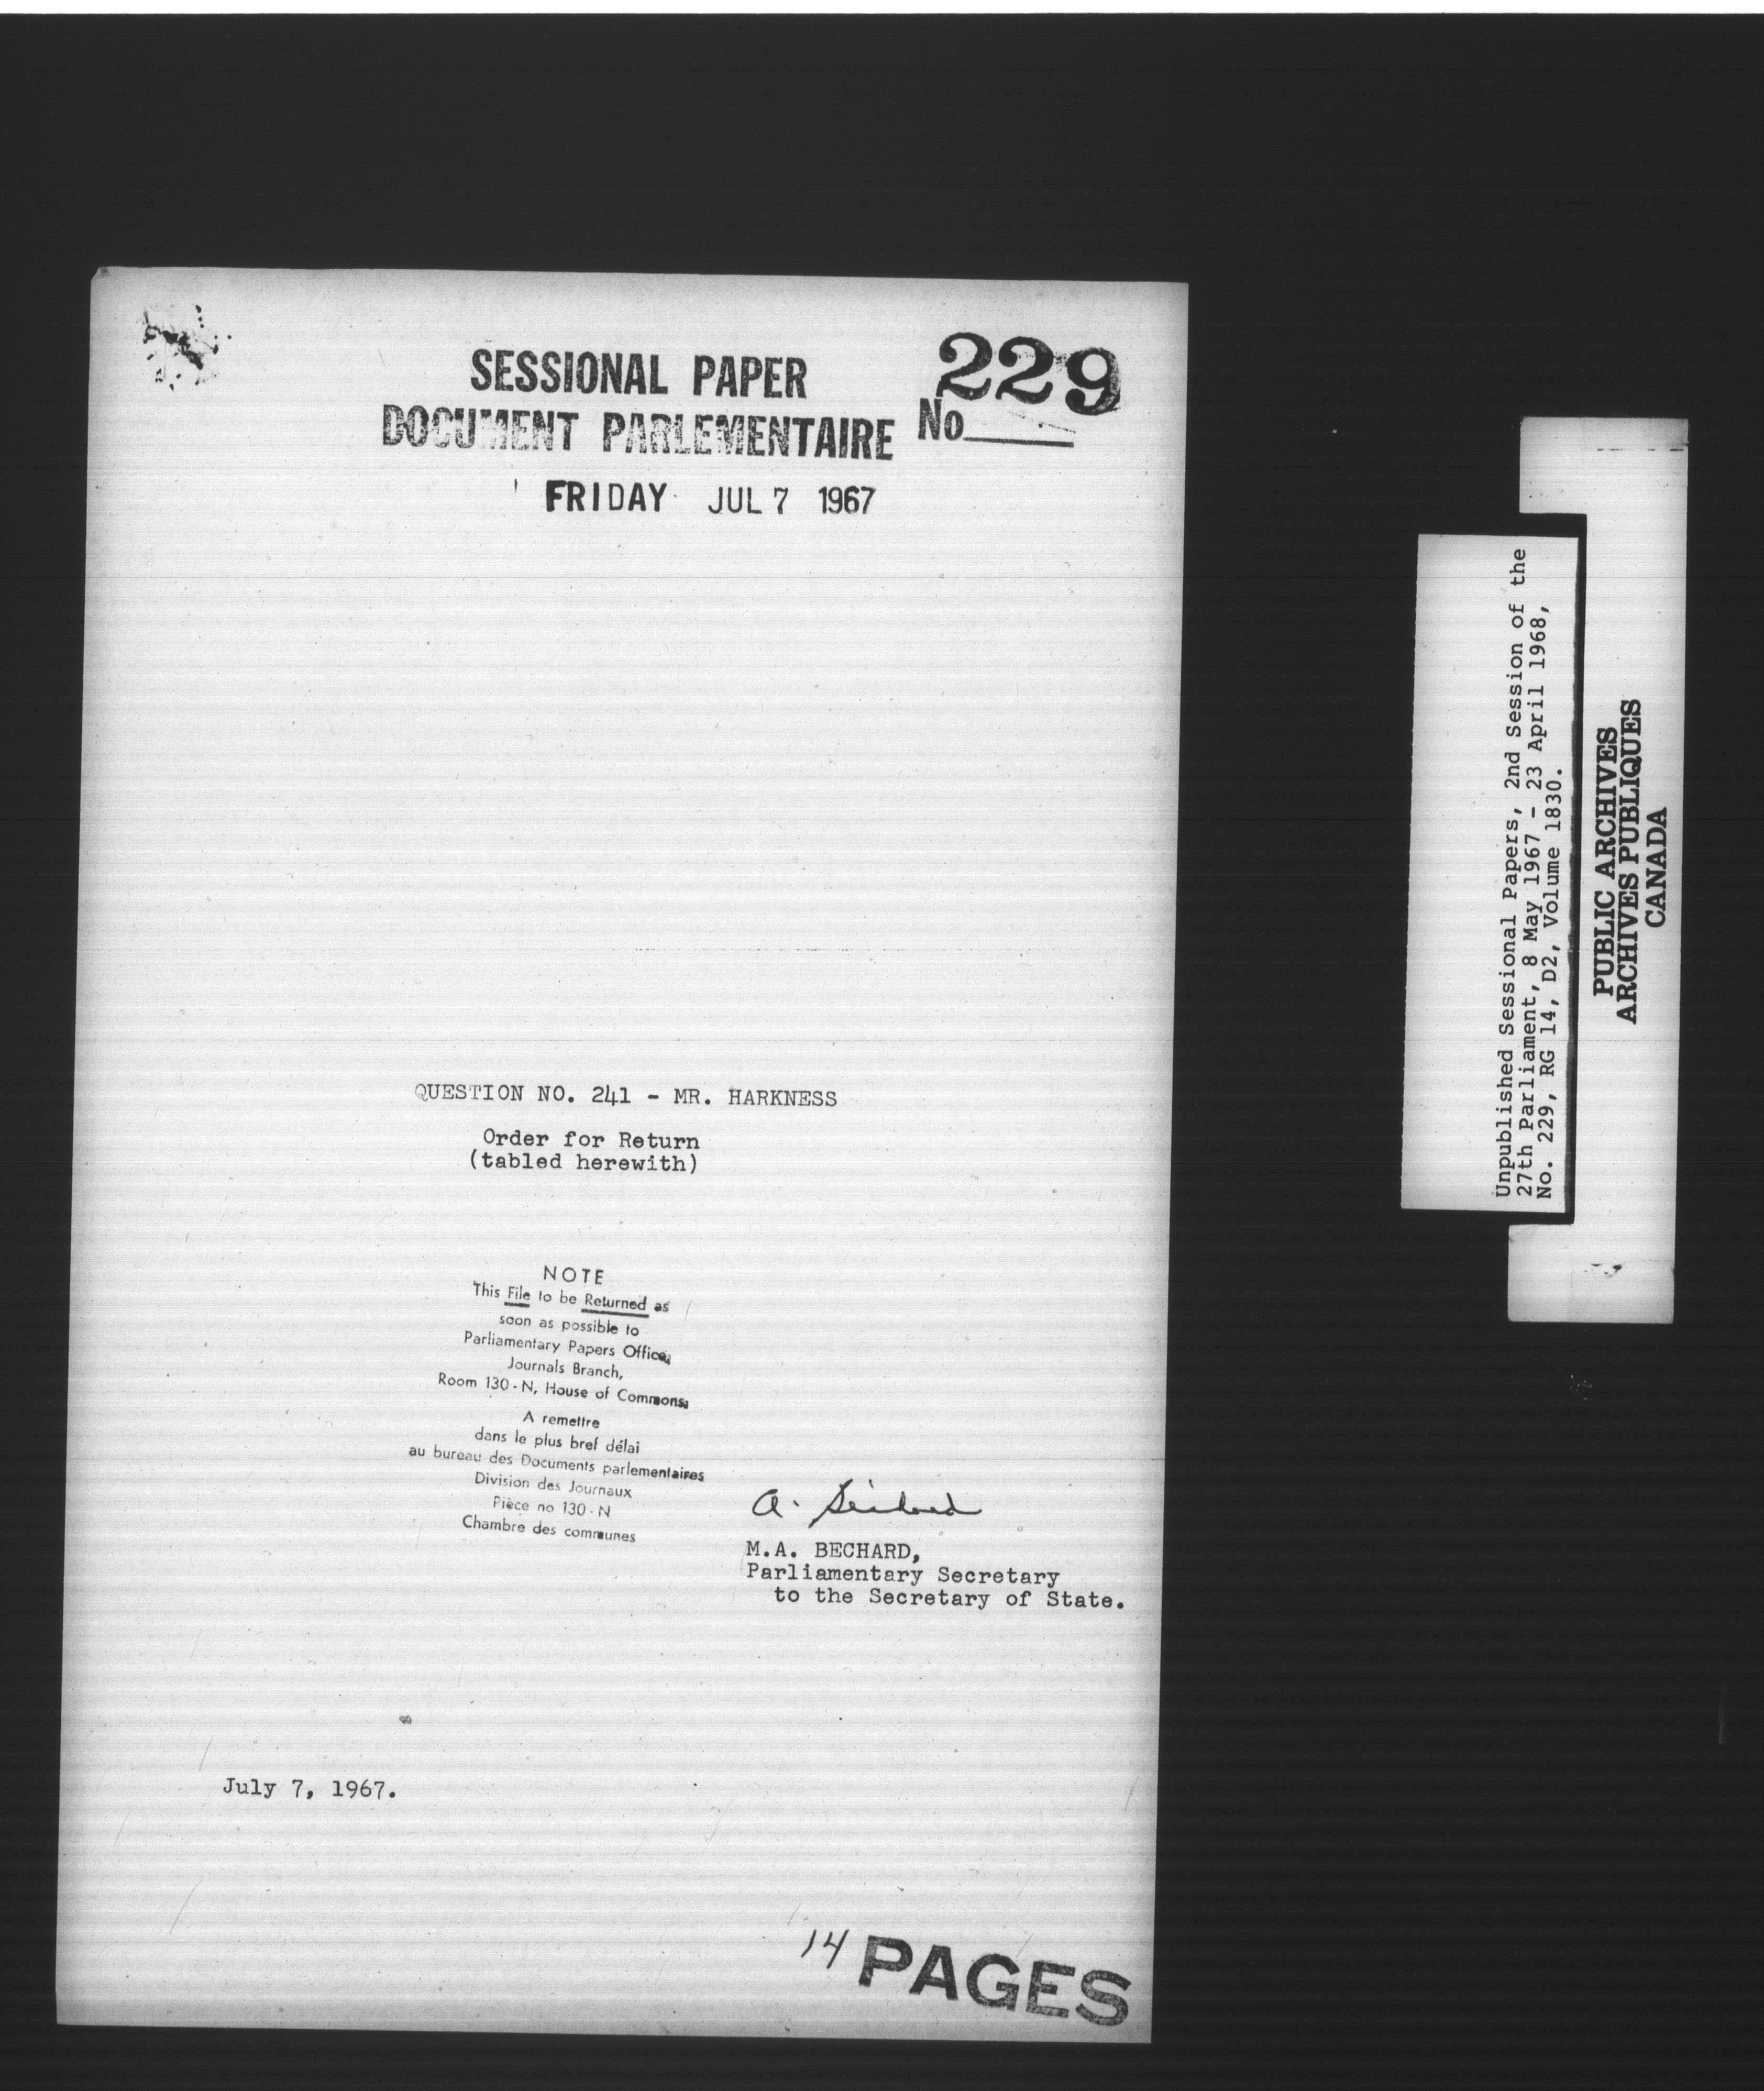 SESSIONAL PAPER
DOCUMENT PARLEMENTAIRE
229
No
FRIDAY JUL 7 1967
QUESTION NO. 241 - MR. HARKNESS
Order for Return
(tabled herewith)
NOTE
This File to be Returned as
soon as possible to
Parliamentary Papers Office,
Journals Branch,
Room 130-N, House of Commons.
A remettre
dans le plus bref délai
au bureau des Documents parlementaires
Division des Journaux
Pièce no 130-N
Chambre des communes
A. Béchard
M.A. BECHARD,
Parliamentary Secretary
to the Secretary of State.
July 7, 1967.
14 PAGES
Unpublished Sessional Papers, 2nd Session of the
27th Parliament, 8 May 1967 - 23 April 1968,
No. 229, RG 14, D2, Volume 1830.
PUBLIC ARCHIVES
ARCHIVES PUBLIQUES
CANADA